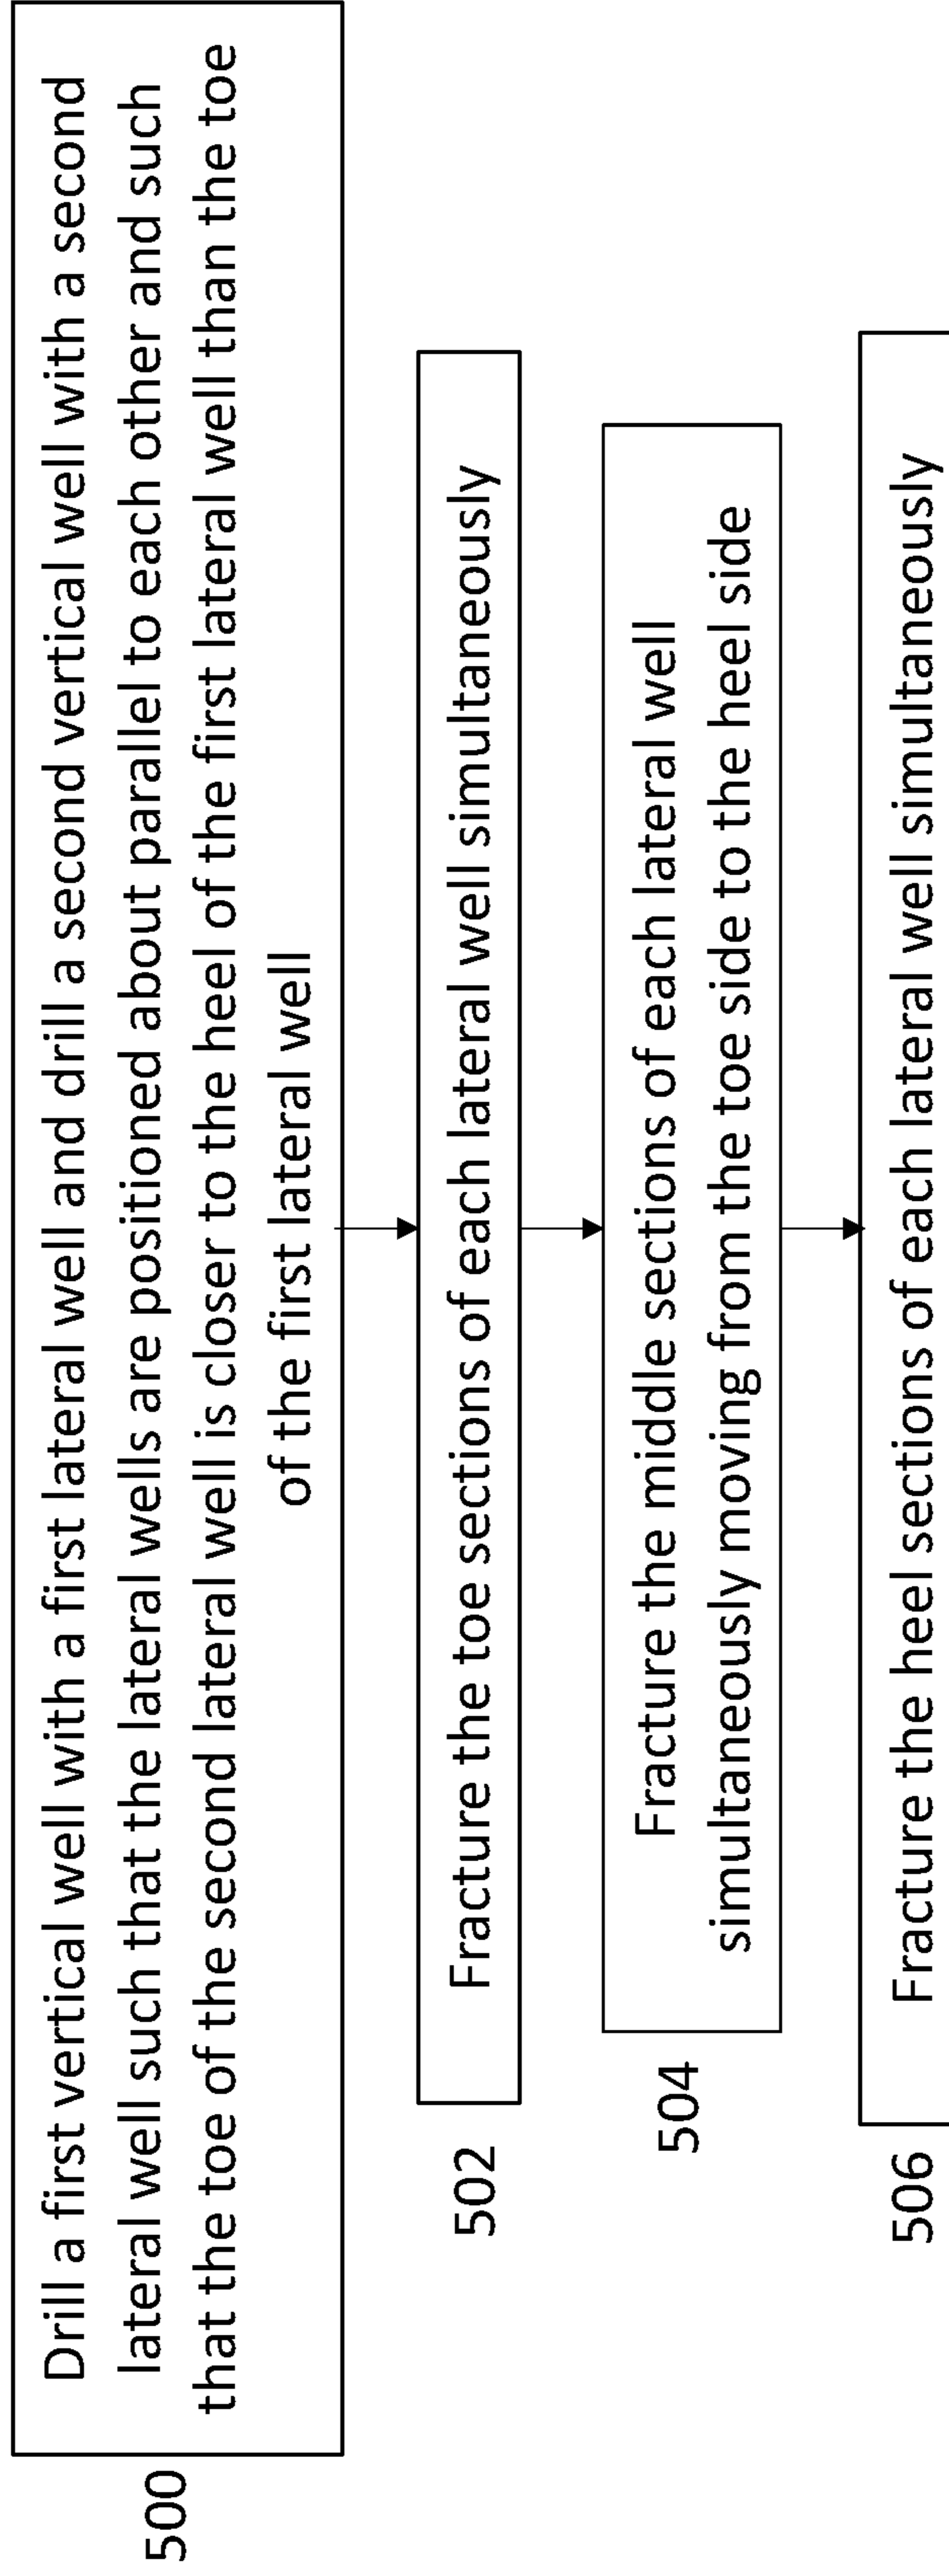 Drill a first vertical well with a first lateral well and drill a second vertical well with a second
lateral well such that the lateral wells are positioned about parallel to each other and such
that the toe of the second lateral well is closer to the heel of the first lateral well than the toe
of the first lateral well
500
Fracture the toe sections of each lateral well simultaneously
502
Fracture the middle sections of each lateral well
simultaneously moving from the toe side to the heel side
504
Fracture the heel sections of each lateral well simultaneously
506